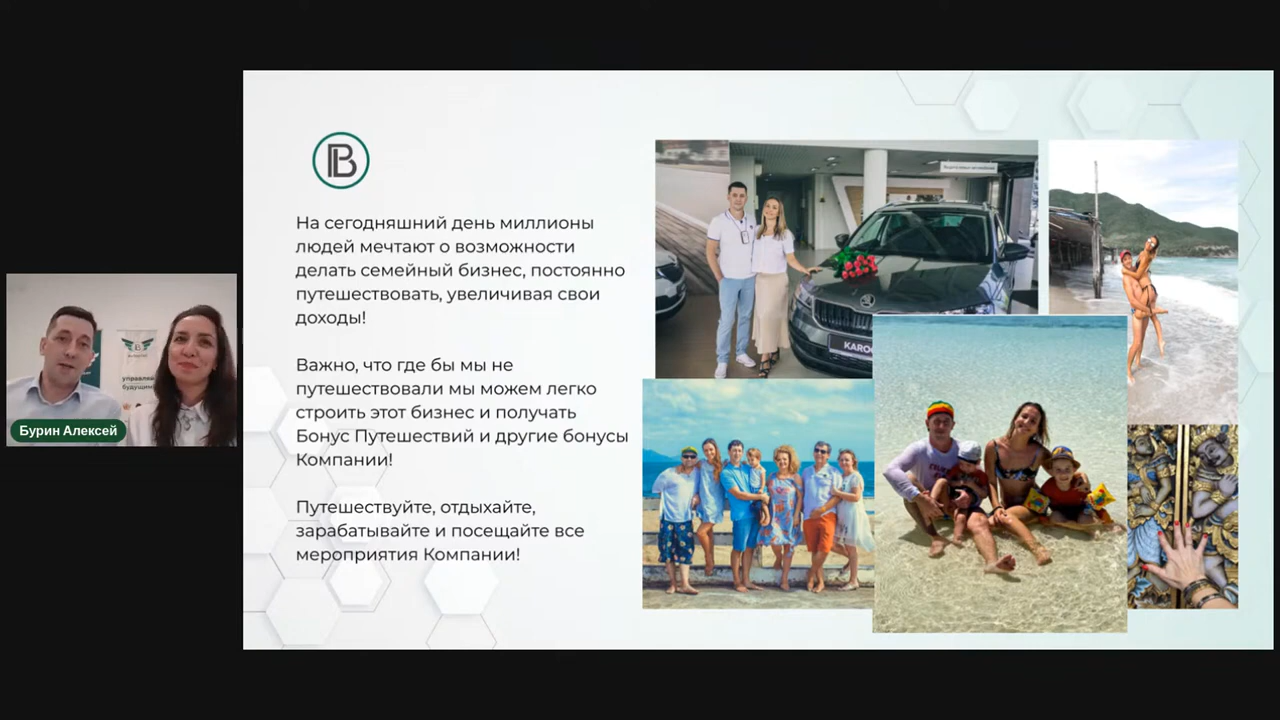 На сегодняшний день миллионы
людей мечтают о возможности
делать семейный бизнес, постоянно
путешествовать, увеличивая свои
доходы!
Важно, что где бы мы не
путешествовали мы можем легко
строить этот бизнес и получать
Бонус Путешествий и другие бонусы
Компании!
Путешествуйте, отдыхайте,
зарабатывайте и посещайте все
мероприятия Компании!
Бурин Алексей
KAROQ